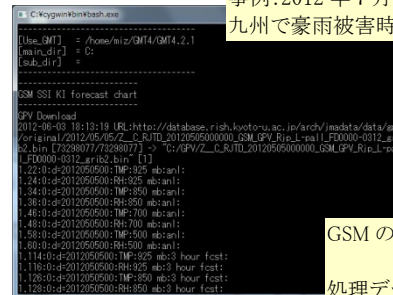 事例:2012年7月
九州で豪雨被害時
C:¥cygwin¥bin¥bash.exe
[Use_GMT] = /home/miz/GMT4/GMT4.2.1
[main_dir] = C:
[sub_dir] =
GSM SSI KI forecast chart
GPV Download
2012-06-03 18:13:19 URL:http://database.rish.kyoto-u.ac.jp/arch/jmadata/data/g
/original/2012/05/05/Z__C_RJTD_20120505000000_GSM_GPV_Rjp_L-pall_FD0000-0312_g
b2.bin [73298077/73298077] -> "C:/GPV/Z__C_RJTD_20120505000000_GSM_GPV_Rjp_L-p
l_FD0000-0312_grib2.bin" [1]
1.22:0:d=2012050500:TMP:925 mb:anl:
1.24:0:d=2012050500:RH:925 mb:anl:
1.34:0:d=2012050500:TMP:850 mb:anl:
1.36:0:d=2012050500:RH:850 mb:anl:
1.46:0:d=2012050500:TMP:700 mb:anl:
1.48:0:d=2012050500:RH:700 mb:anl:
1.58:0:d=2012050500:TMP:500 mb:anl:
1.60:0:d=2012050500:RH:500 mb:anl:
1.114:0:d=2012050500:TMP:925 mb:3 hour fcst:
1.116:0:d=2012050500:RH:925 mb:3 hour fcst:
1.126:0:d=2012050500:TMP:850 mb:3 hour fcst:
1.128:0:d=2012050500:RH:850 mb:3 hour fcst:
GSM の
処理デ